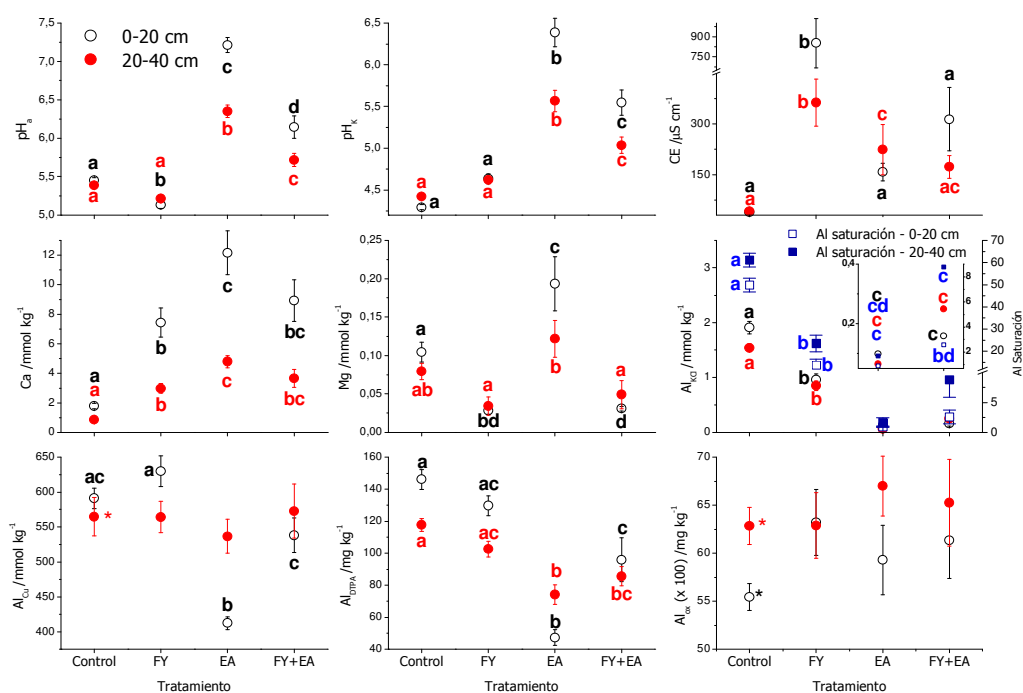 0-20 cm
20-40 cm
7,5
7,0
6,5
6,0
5,5
5,0
pHa
a
a
a
b
c
b
d
c
6,5
6,0
5,5
5,0
4,5
pHK
a
a
a
a
b
b
c
c
900
750
300
150
CE /µS cm-1
a
a
b
b
c
a
a
ac
12
10
8
6
4
2
0
Ca /mmol kg-1
a
a
b
b
c
c
bc
bc
0,25
0,20
0,15
0,10
0,05
0,00
Mg /mmol kg-1
a
ab
a
bd
c
b
a
d
Al saturación - 0-20 cm
Al saturación - 20-40 cm
3
2
1
0
AlKCl/mmol kg-1
70
60
50
40
30
20
5
0
Al Saturación
a
a
a
a
b
b
b
b
0,4
0,2
8
6
4
2
c
cd
c
c
c
c
c
bd
650
600
550
500
450
400
AlCu/mmol kg-1
ac
*
a
b
c
Control
FY
EA
FY+EA
Tratamiento
160
140
120
100
80
60
40
AlDTPA/mg kg-1
a
a
ac
ac
b
b
c
bc
Control
FY
EA
FY+EA
Tratamiento
70
65
60
55
50
Alox (x 100) /mg kg-1
*
*
Control
FY
EA
FY+EA
Tratamiento